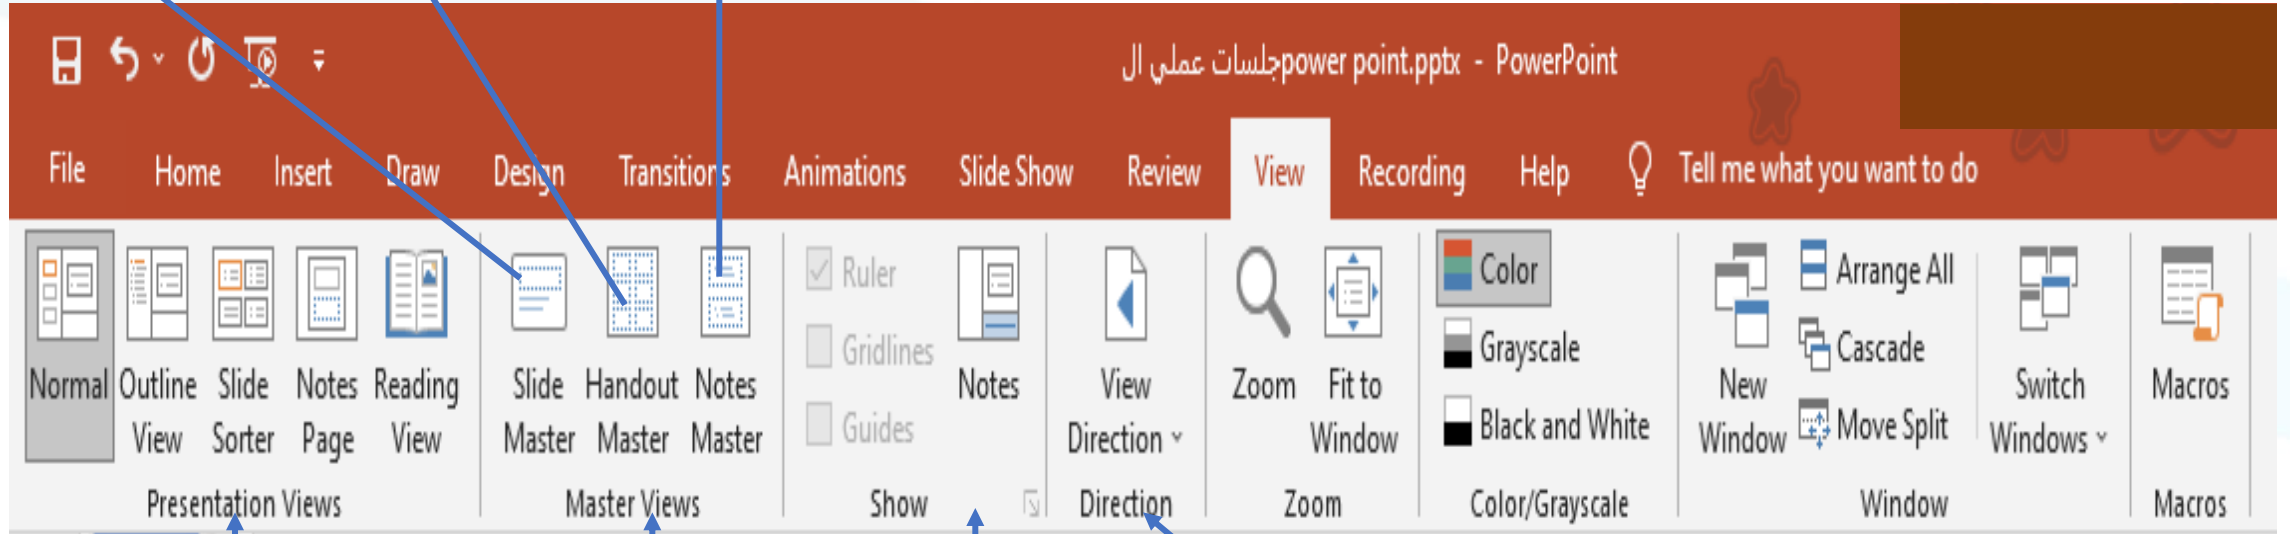 جلسات عملي الpower point.pptx - PowerPoint
File Home Insert Draw Design Transitions Animations Slide Show Review View Recording Help Tell me what you want to do
Normal
Outline View
Slide Sorter
Notes Page
Reading View
Presentation Views
Slide Master
Handout Master
Notes Master
Master Views
Ruler
Gridlines
Guides
Notes
Show
View Direction
Direction
Zoom
Fit to Window
Zoom
Color
Grayscale
Black and White
Color/Grayscale
New Window
Arrange All
Cascade
Move Split
Switch Windows
Window
Macros
Macros